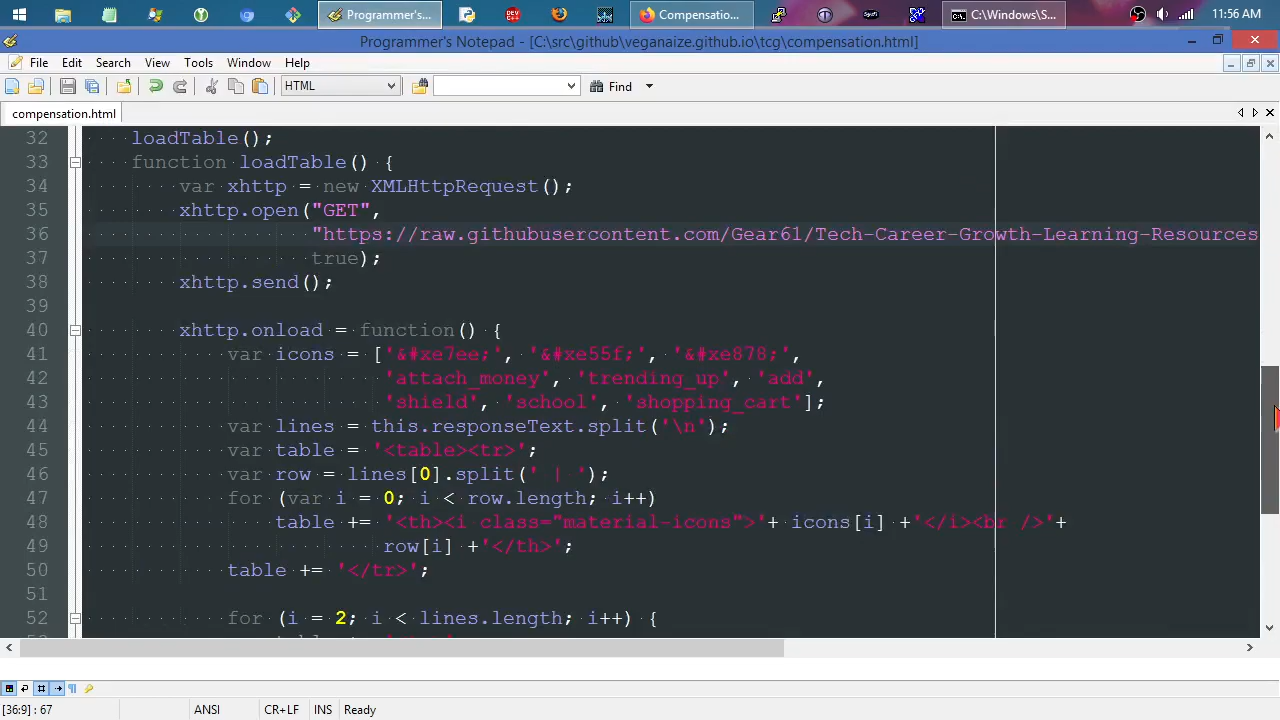 Programmer's...
Compensatio...
C:\Windows\S...
11:56 AM
Programmer's Notepad - [C:\src\github\veganaize.github.io\tcg\compensation.html]
File Edit Search View Tools Window Help
HTML
Find
compensation.html
32 loadTable();
33 function loadTable() {
34 var xhttp = new XMLHttpRequest();
35 xhttp.open("GET",
36 "https://raw.githubusercontent.com/Gear61/Tech-Career-Growth-Learning-Resources
37 true);
38 xhttp.send();
39
40 xhttp.onload = function() {
41 var icons = ['&#xe7ee;', '&#xe55f;', '&#xe878;',
42 'attach_money', 'trending_up', 'add',
43 'shield', 'school', 'shopping_cart'];
44 var lines = this.responseText.split('\n');
45 var table = '<table><tr>';
46 var row = lines[0].split(' | ');
47 for (var i = 0; i < row.length; i++)
48 table += '<th><i class="material-icons">'+ icons[i] +'</i><br />'+
49 row[i] +'</th>';
50 table += '</tr>';
51
52 for (i = 2; i < lines.length; i++) {
[36:9] : 67 ANSI CR+LF INS Ready